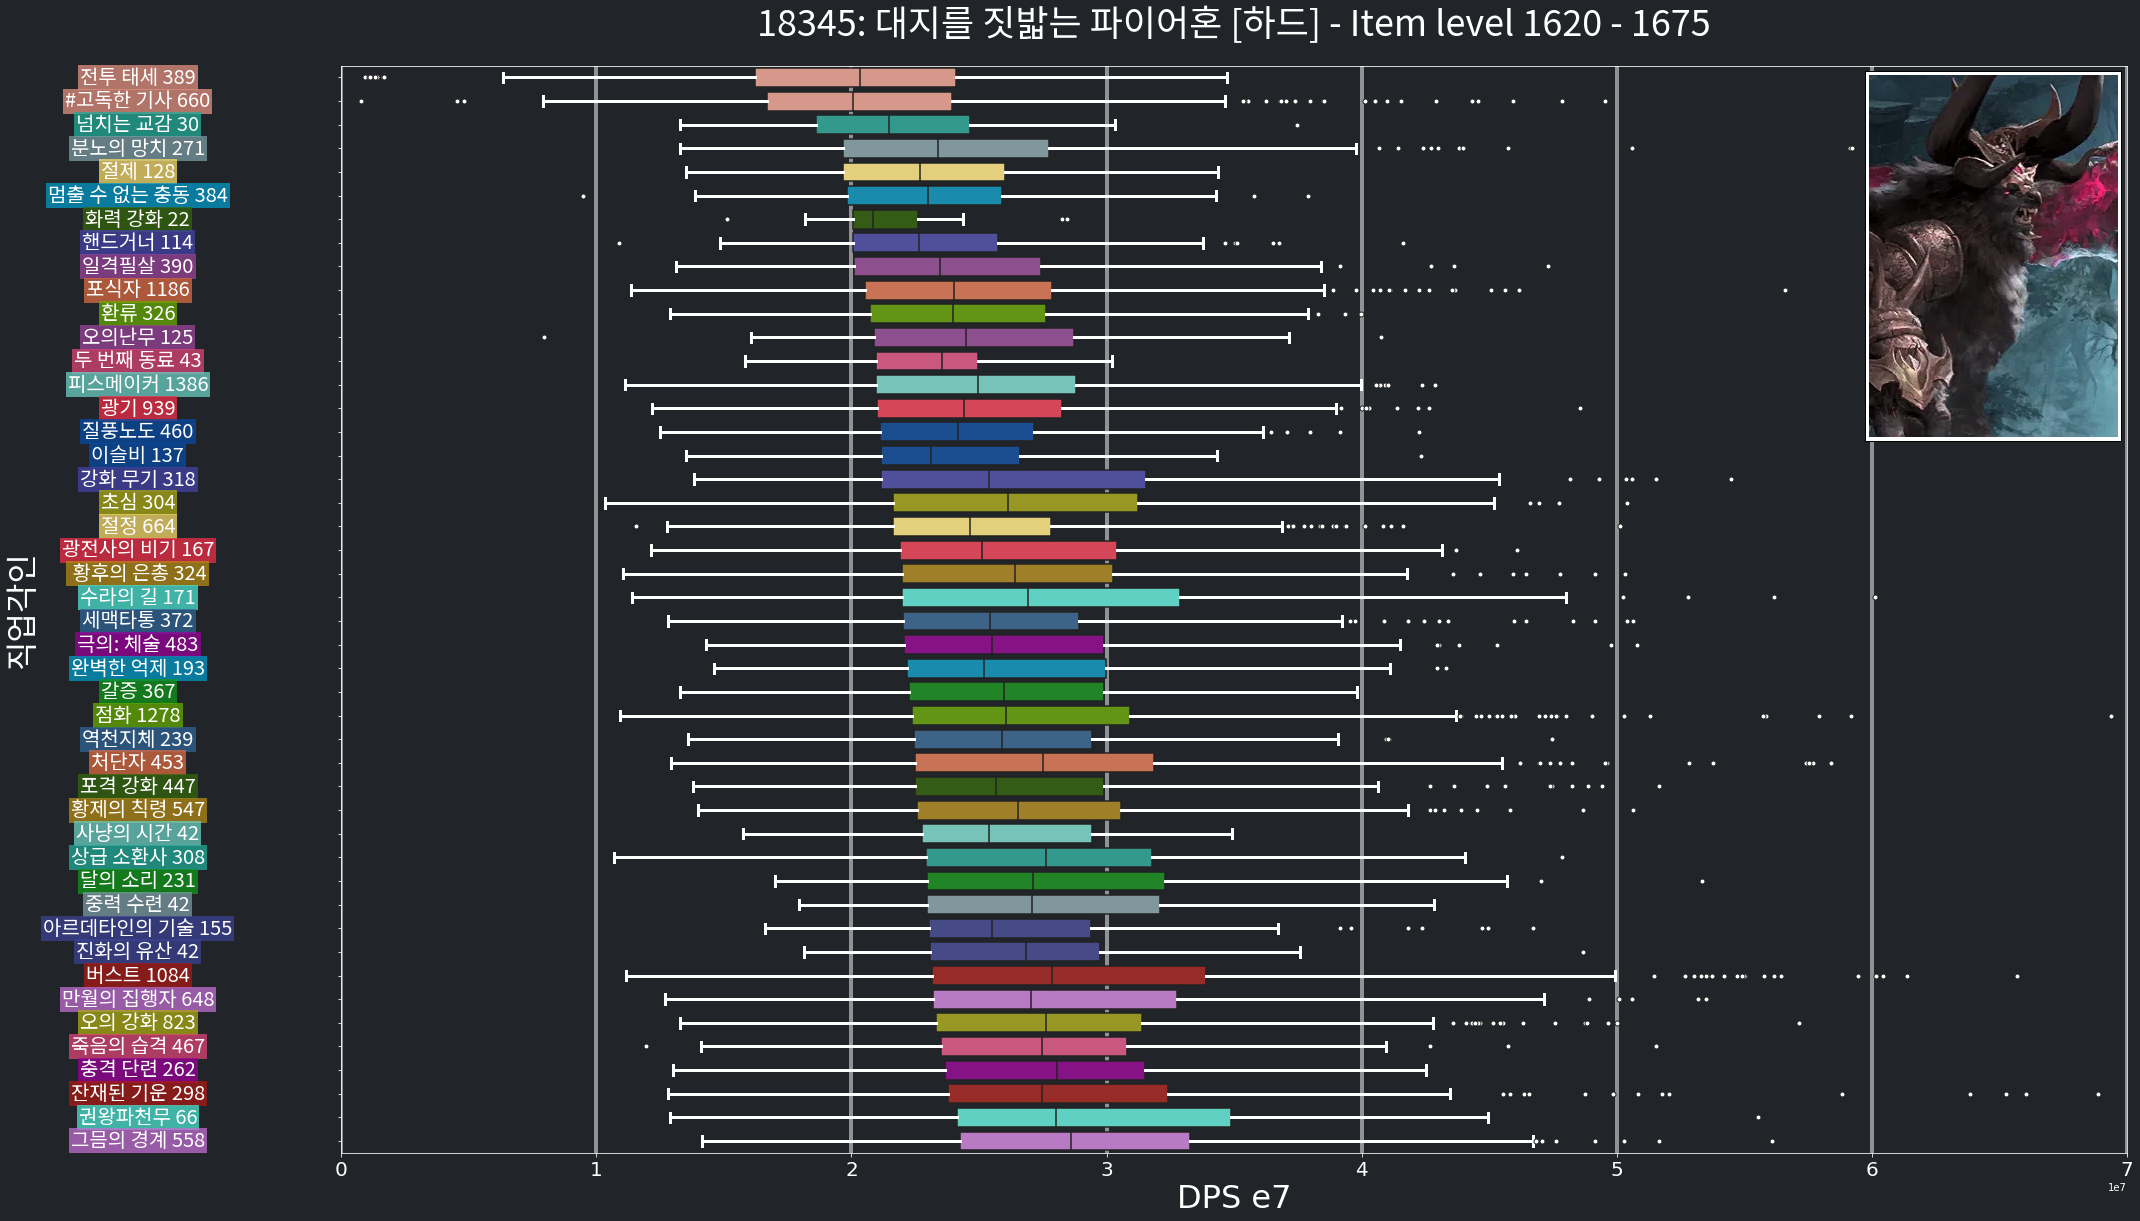 18345: 대지를 짓밟는 파이어혼 [하드] - Item level 1620 - 1675
전투 태세 389
#고독한 기사 660
넘치는 교감 30
분노의 망치 271
절제 128
멈출 수 없는 충동 384
화력 강화 22
핸드거너 114
일격필살 390
포식자 1186
환류 326
오의난무 125
두 번째 동료 43
피스메이커 1386
광기 939
질풍노도 460
이슬비 137
강화 무기 318
초심 304
절정 664
광전사의 비기 167
황후의 은총 324
수라의 길 171
세맥타통 372
극의: 체술 483
완벽한 억제 193
갈증 367
점화 1278
역천지체 239
처단자 453
포격 강화 447
황제의 칙령 547
사냥의 시간 42
상급 소환사 308
달의 소리 231
중력 수련 42
아르데타인의 기술 155
진화의 유산 42
버스트 1084
만월의 집행자 648
오의 강화 823
죽음의 습격 467
충격 단련 262
잔재된 기운 298
권왕파천무 66
그믐의 경계 558
직업각인
0 1 2 3 4 5 6 7
1e7
DPS e7